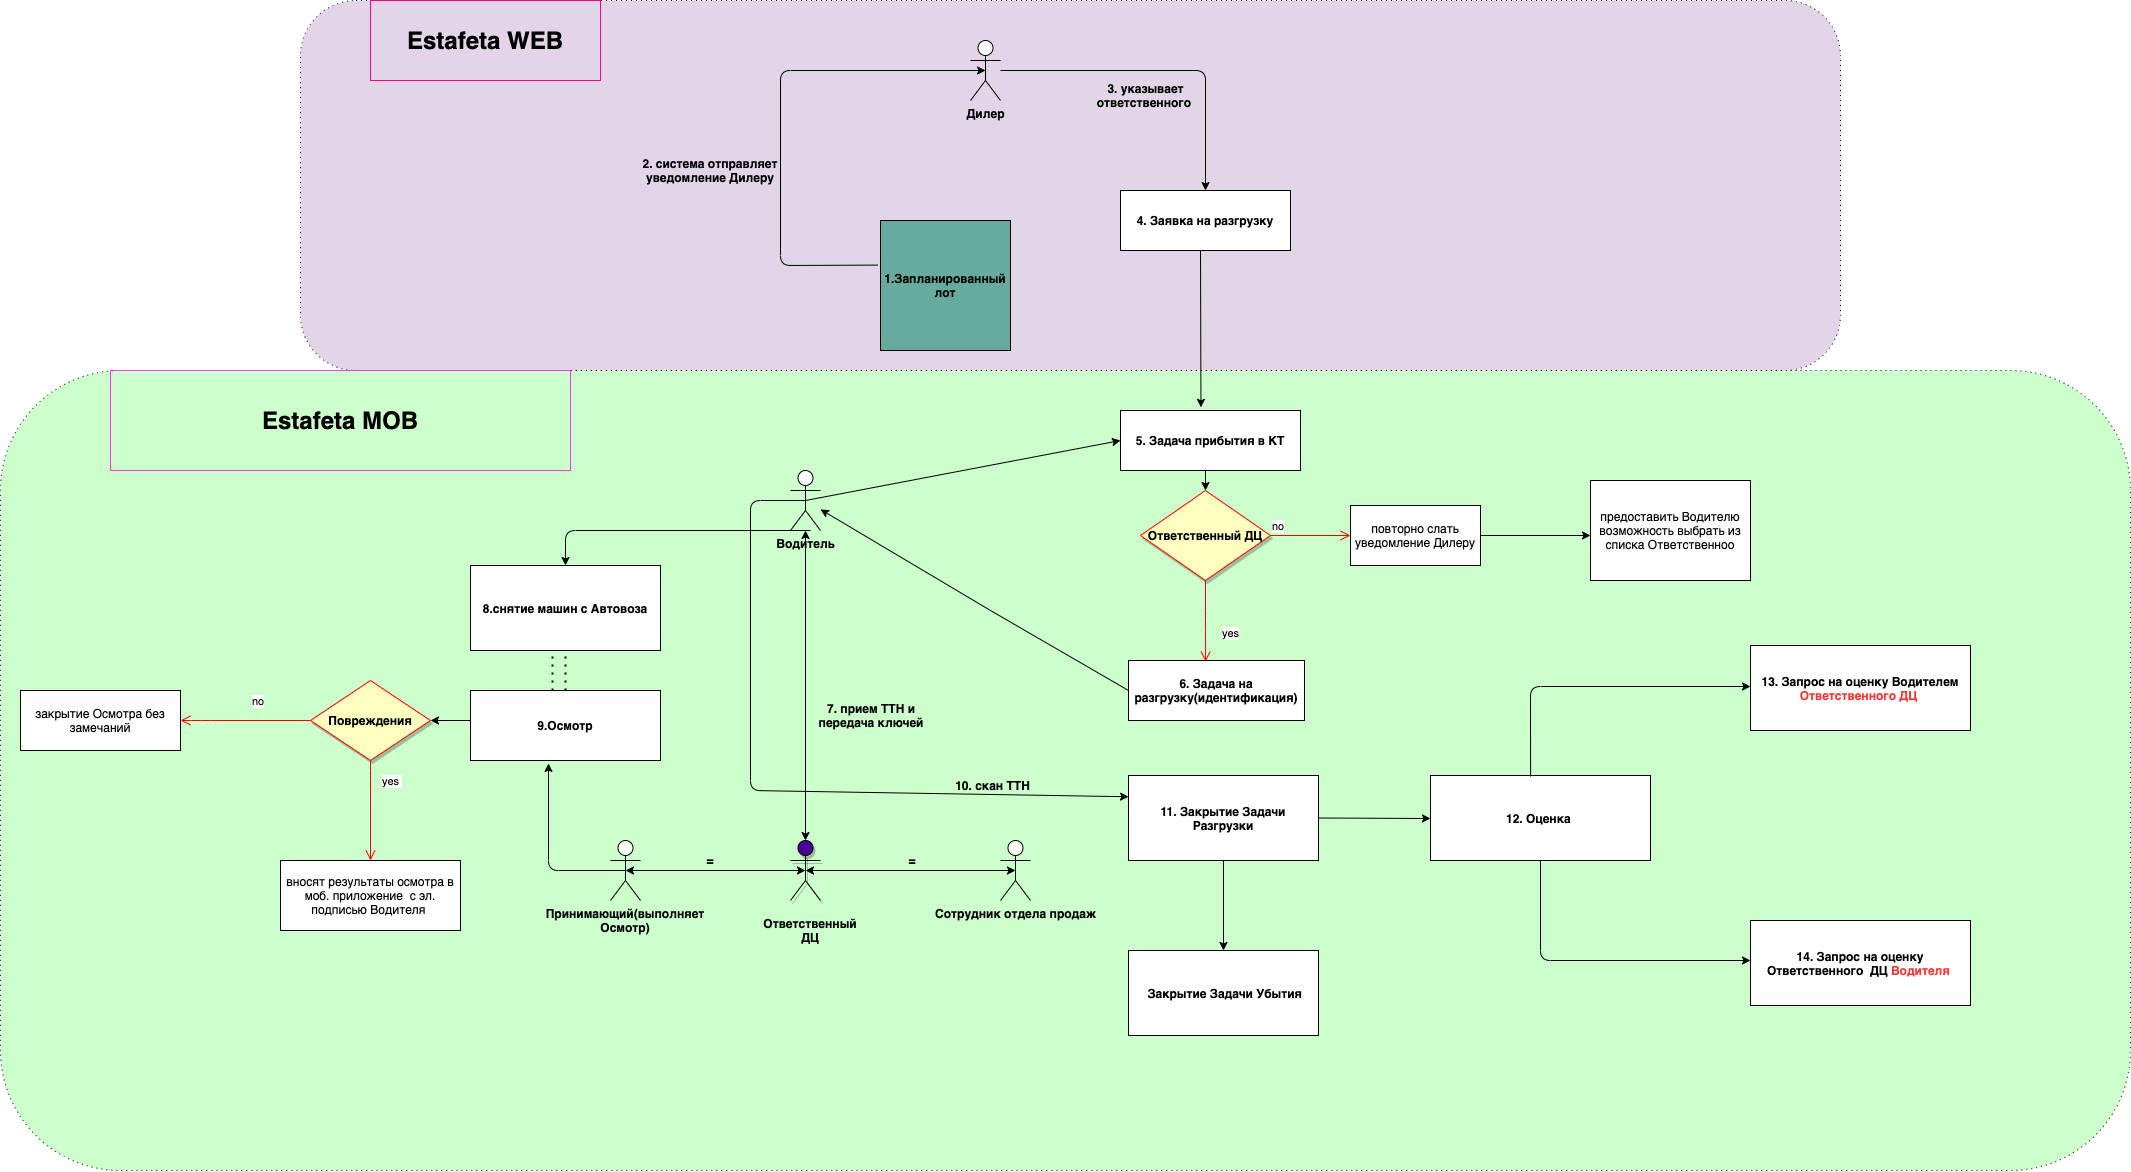 Estafeta WEB
Дилер
3. указывает
ответственного
2. система отправляет
уведомление Дилеру
4. Заявка на разгрузку
1.Запланированный
лот
Estafeta MOB
5. Задача прибытия в КТ
Водитель
Ответственный ДЦ
no
повторно слать
уведомление Дилеру
предоставить Водителю
возможность выбрать из
списка Ответственноо
yes
8.снятие машин с Автовоза
6. Задача на
разгрузку(идентификация)
7. прием ТТН и
передача ключей
13. Запрос на оценку Водителем
Ответственного ДЦ
закрытие Осмотра без
замечаний
no
Повреждения
9.Осмотр
yes
10. скан ТТН
11. Закрытие Задачи
Разгрузки
12. Оценка
вносят результаты осмотра в
моб. приложение с эл.
подписью Водителя
=
=
Принимающий(выполняет
Осмотр)
Ответственный
ДЦ
Сотрудник отдела продаж
Закрытие Задачи Убытия
14. Запрос на оценку
Ответственного ДЦ Водителя